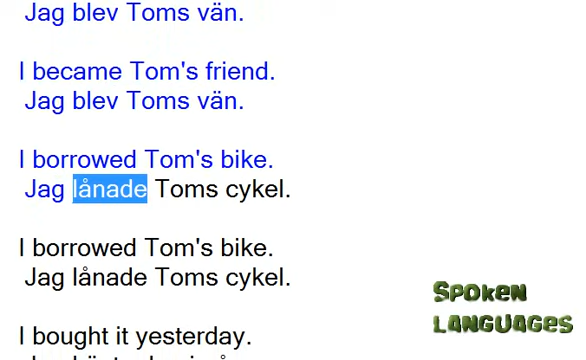 Jag blev Toms vän.
I became Tom's friend.
Jag blev Toms vän.
I borrowed Tom's bike.
Jag lånade Toms cykel.
I borrowed Tom's bike.
Jag lånade Toms cykel.
I bought it yesterday.
Spoken
Languages